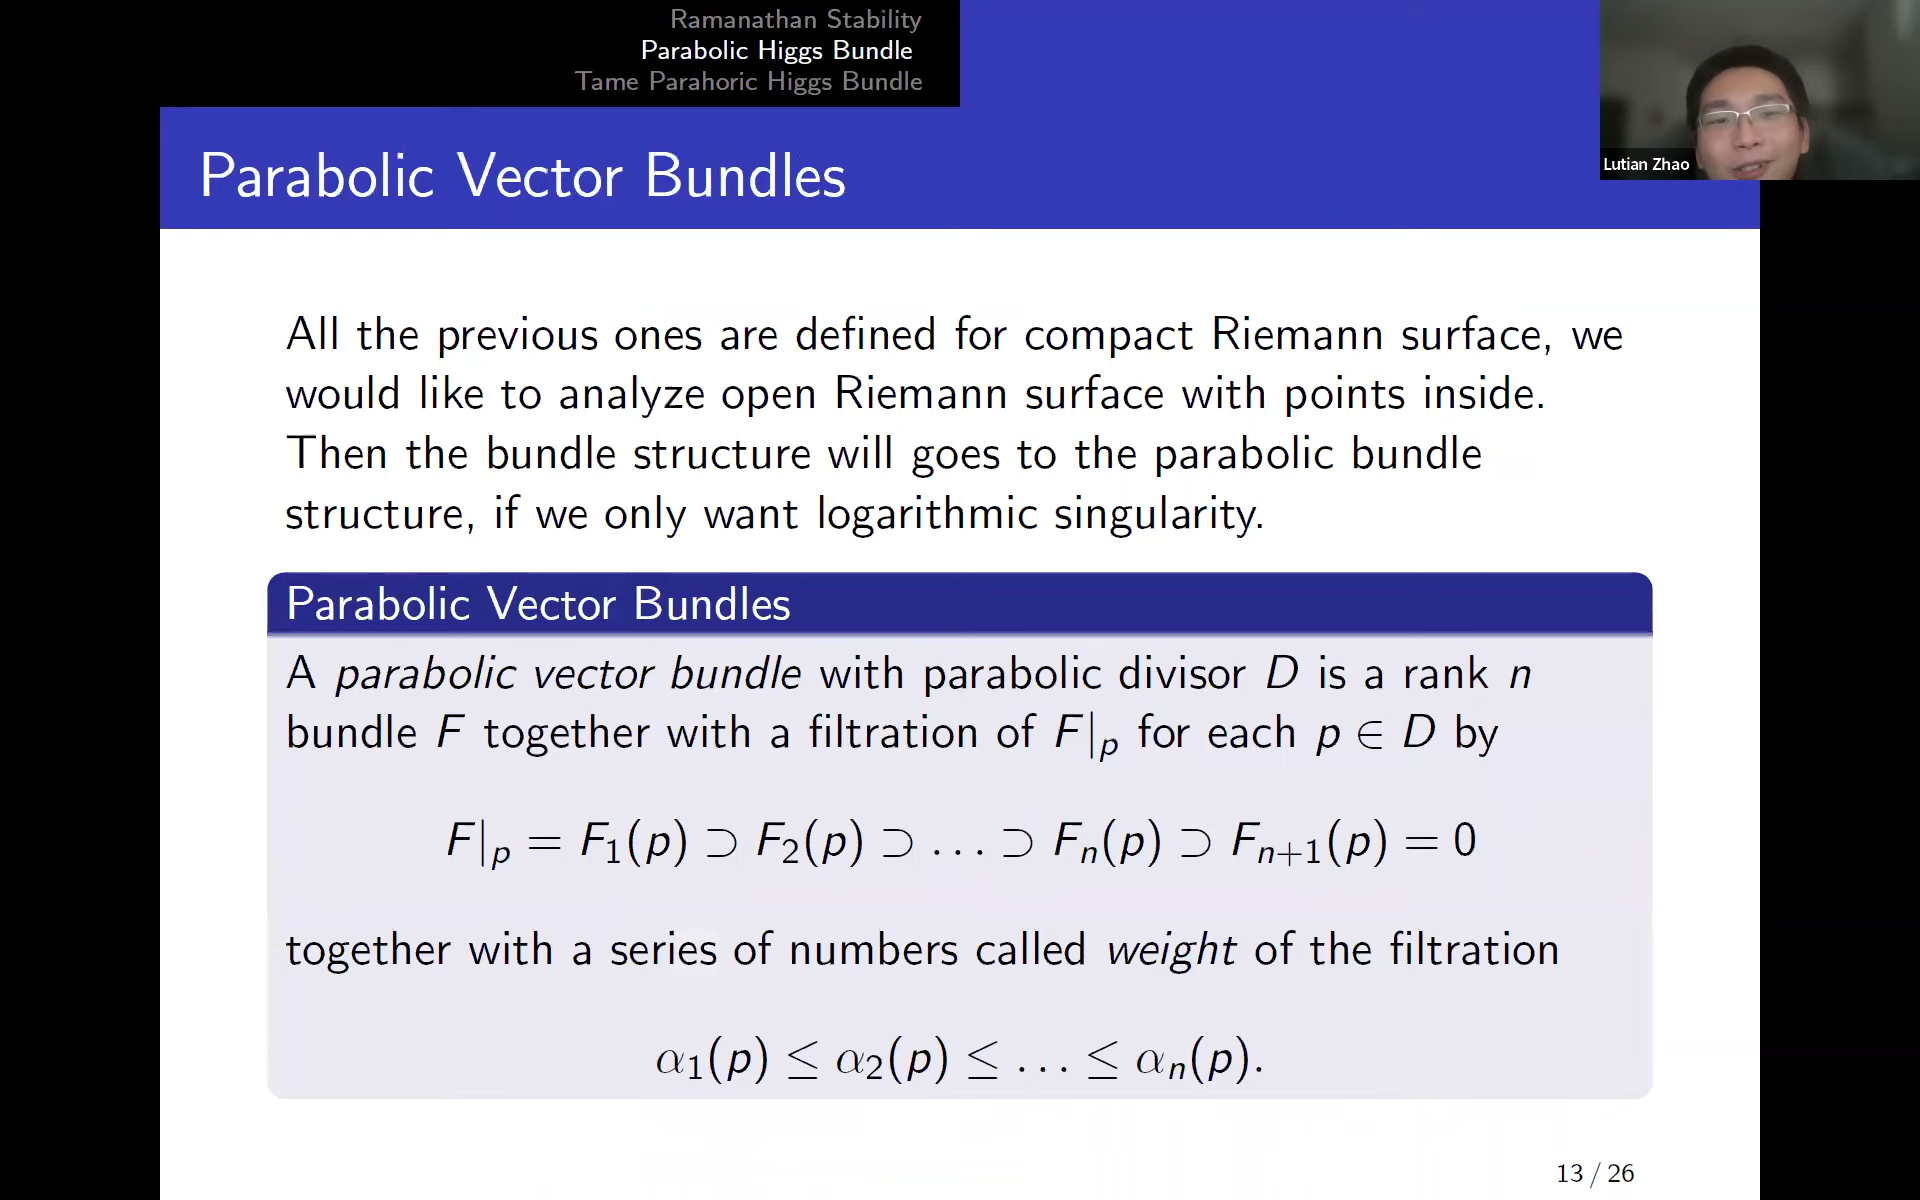 Ramanathan Stability
Parabolic Higgs Bundle
Tame Parahoric Higgs Bundle
Parabolic Vector Bundles
Lutian Zhao
All the previous ones are defined for compact Riemann surface, we
would like to analyze open Riemann surface with points inside.
Then the bundle structure will goes to the parabolic bundle
structure, if we only want logarithmic singularity.
Parabolic Vector Bundles
A parabolic vector bundle with parabolic divisor D is a rank n
bundle F together with a filtration of F|ₚ for each p ∈ D by
F|ₚ = F₁(p) ⊃ F₂(p) ⊃ … ⊃ Fₙ(p) ⊃ Fₙ₊₁(p) = 0
together with a series of numbers called weight of the filtration
α₁(p) ≤ α₂(p) ≤ … ≤ αₙ(p).
13 / 26